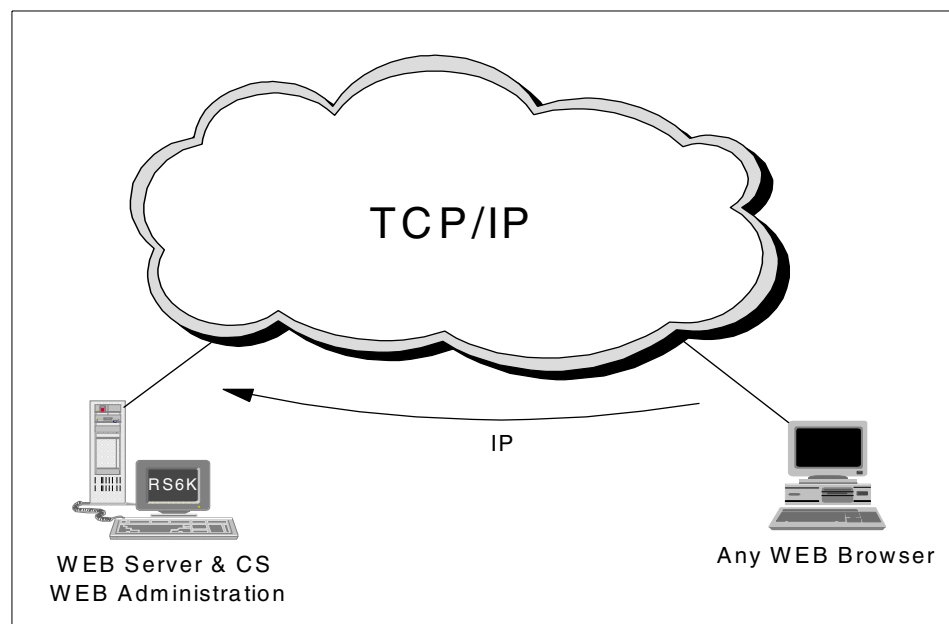 TCP/IP
IP
RS6K
WEB Server & CS
WEB Administration
Any WEB Browser